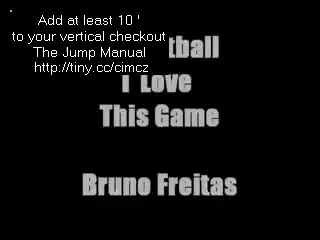 Add at least 10 '
to your vertical checkout
The Jump Manual
http://tiny.cc/cimcz
tball
I Love
This Game
Bruno Freitas